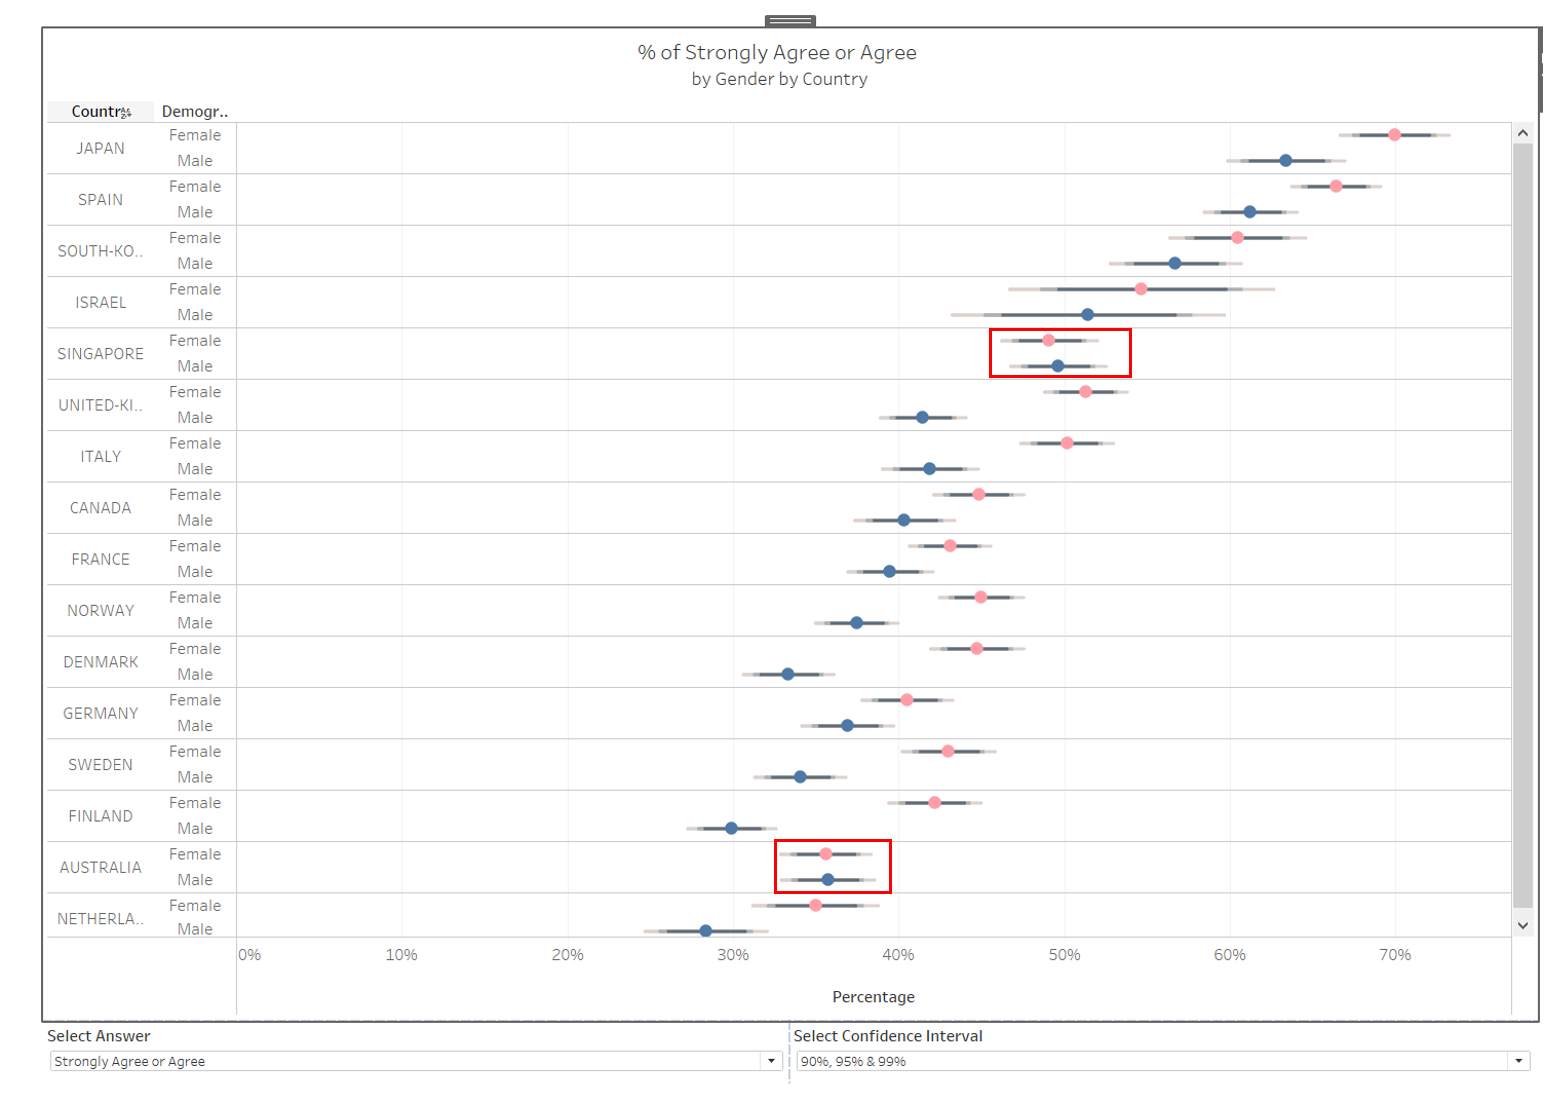 % of Strongly Agree or Agree
by Gender by Country
Demogr..
JAPAN
Female
Male
SPAIN
Female
Male
SOUTH-KO..
Female
Male
ISRAEL
Female
Male
SINGAPORE
Female
Male
UNITED-KI..
Female
Male
ITALY
Female
Male
CANADA
Female
Male
FRANCE
Female
Male
NORWAY
Female
Male
DENMARK
Female
Male
GERMANY
Female
Male
SWEDEN
Female
Male
FINLAND
Female
Male
AUSTRALIA
Female
Male
NETHERLA..
Female
Male
0% 10% 20% 30% 40% 50% 60% 70%
Percentage
Select Answer
Strongly Agree or Agree
Select Confidence Interval
90%, 95% & 99%